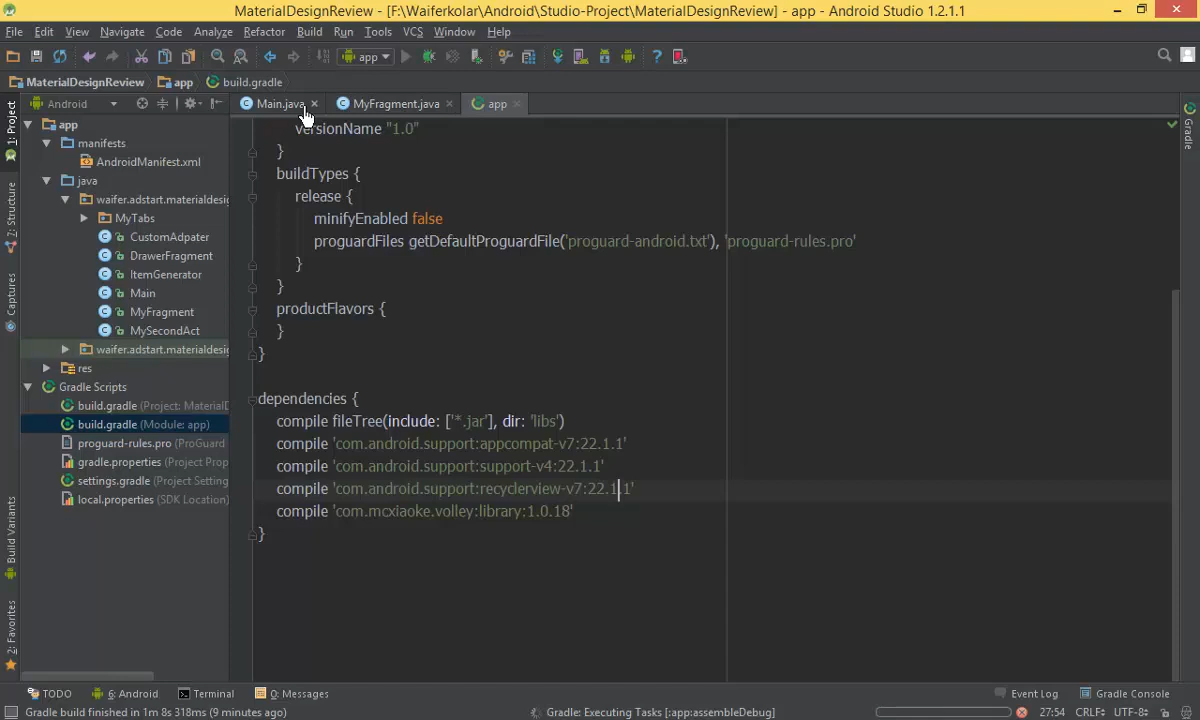 MaterialDesignReview - [F:\Waiferkolar\Android\Studio-Project\MaterialDesignReview] - app - Android Studio 1.2.1.1
File Edit View Navigate Code Analyze Refactor Build Run Tools VCS Window Help
app
MaterialDesignReview app build.gradle
Android Main.java MyFragment.java app
1: Project
Z: Structure
Captures
Build Variants
2: Favorites
app
manifests
AndroidManifest.xml
java
waifer.adstart.materialdesig
MyTabs
CustomAdpater
DrawerFragment
ItemGenerator
Main
MyFragment
MySecondAct
waifer.adstart.materialdesig
res
Gradle Scripts
build.gradle (Project: MaterialD
build.gradle (Module: app)
proguard-rules.pro (ProGuard
gradle.properties (Project Prop
settings.gradle (Project Setting
local.properties (SDK Location)
versionName "1.0"
}
buildTypes {
release {
minifyEnabled false
proguardFiles getDefaultProguardFile('proguard-android.txt'), 'proguard-rules.pro'
}
}
productFlavors {
}
}
dependencies {
compile fileTree(include: ['*.jar'], dir: 'libs')
compile 'com.android.support:appcompat-v7:22.1.1'
compile 'com.android.support:support-v4:22.1.1'
compile 'com.android.support:recyclerview-v7:22.1.1'
compile 'com.mcxiaoke.volley:library:1.0.18'
}
Gradle
TODO 6: Android Terminal 0: Messages Event Log Gradle Console
Gradle build finished in 1m 8s 318ms (9 minutes ago) Gradle: Executing Tasks [:app:assembleDebug] 27:54 CRLF÷ UTF-8÷